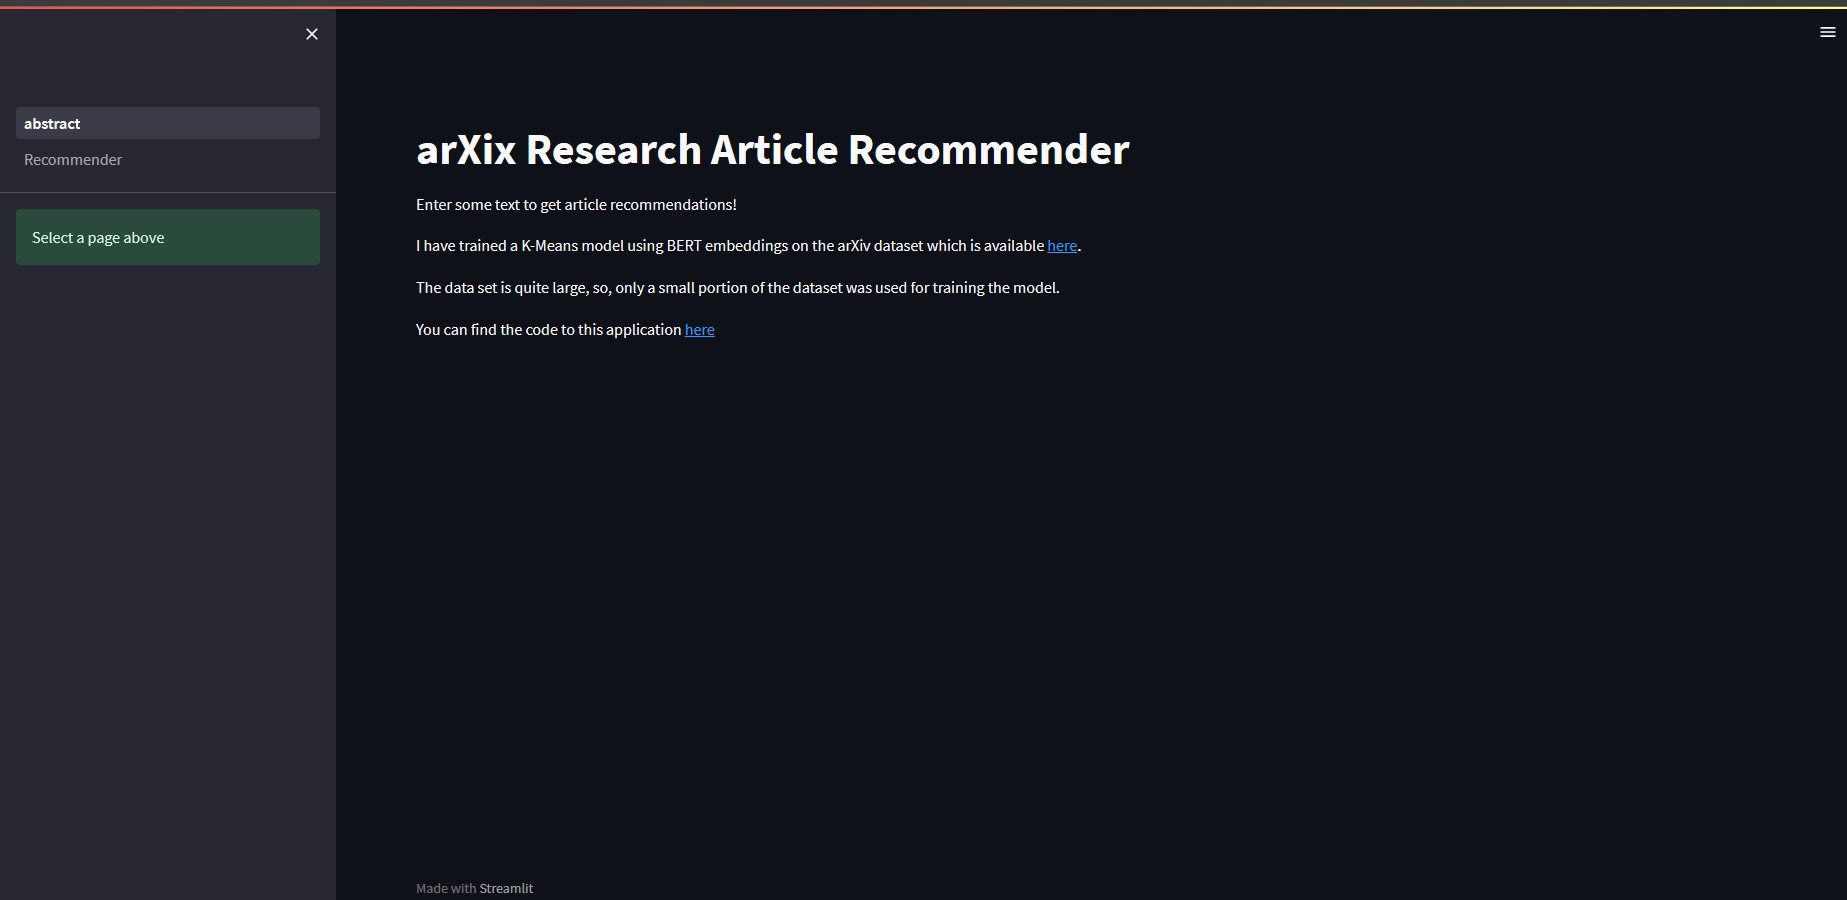 abstract
Recommender
Select a page above
arXix Research Article Recommender
Enter some text to get article recommendations!
I have trained a K-Means model using BERT embeddings on the arXiv dataset which is available here.
The data set is quite large, so, only a small portion of the dataset was used for training the model.
You can find the code to this application here
Made with Streamlit